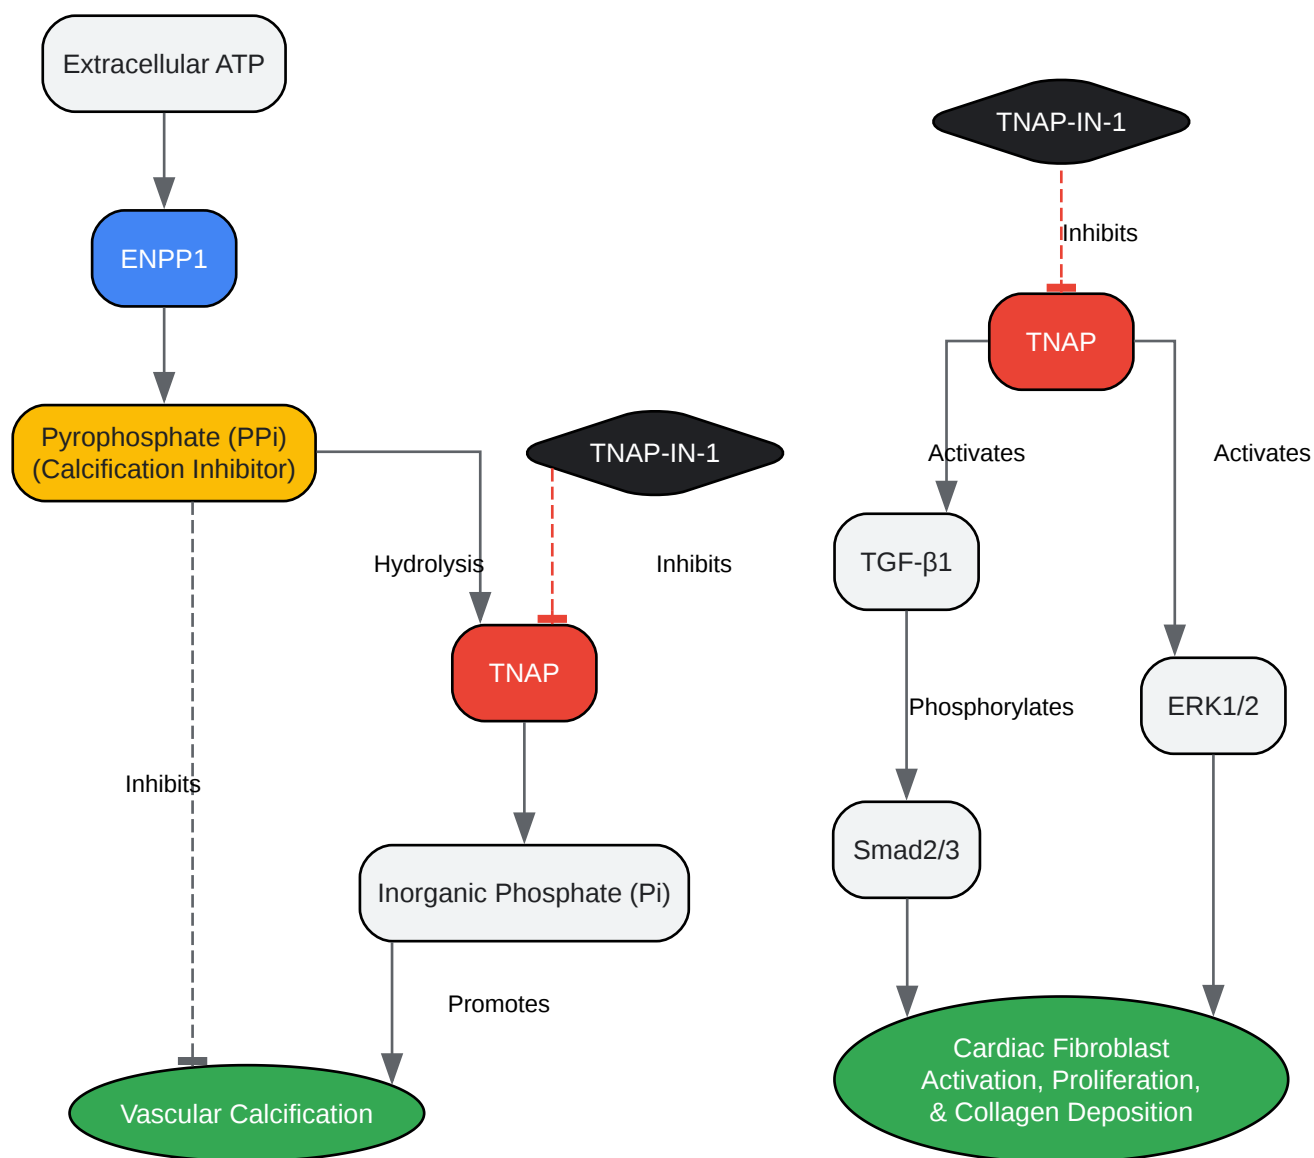 Extracellular ATP
ENPP1
Pyrophosphate (PPi)
(Calcification Inhibitor)
TNAP-IN-1
Hydrolysis
Inhibits
TNAP
Inhibits
Inorganic Phosphate (Pi)
Promotes
Vascular Calcification
TNAP-IN-1
Inhibits
TNAP
Activates
Activates
TGF-β1
Phosphorylates
ERK1/2
Smad2/3
Cardiac Fibroblast
Activation, Proliferation,
& Collagen Deposition